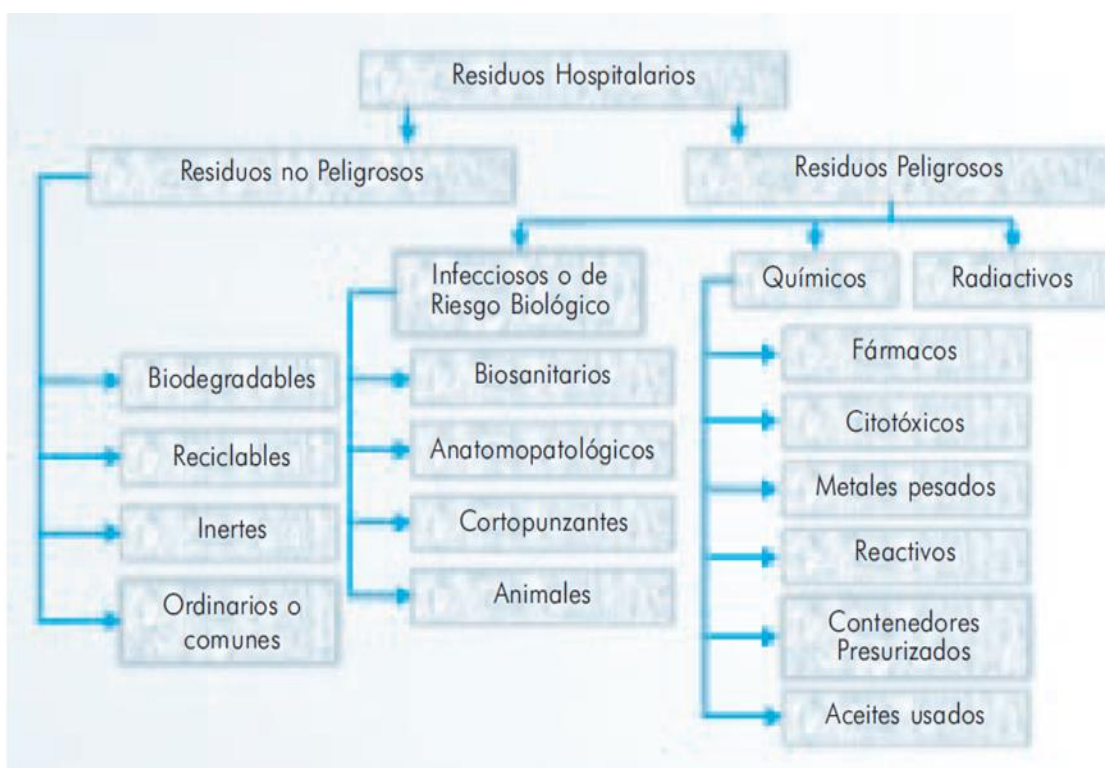 Residuos Hospitalarios
Residuos no Peligrosos
Residuos Peligrosos
Infecciosos o de
Riesgo Biológico
Químicos
Radiactivos
Biodegradables
Reciclables
Inertes
Ordinarios o
comunes
Biosanitarios
Anatomopatológicos
Cortopunzantes
Animales
Fármacos
Citotóxicos
Metales pesados
Reactivos
Contenedores
Presurizados
Aceites usados